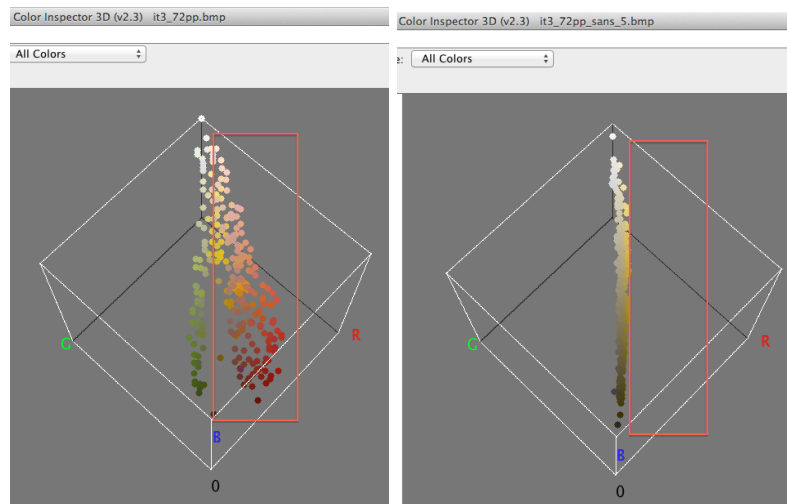 Color Inspector 3D (v2.3) it3_72pp.bmp
All Colors
G
R
B
0
Color Inspector 3D (v2.3) it3_72pp_sans_5.bmp
e: All Colors
G
R
B
0